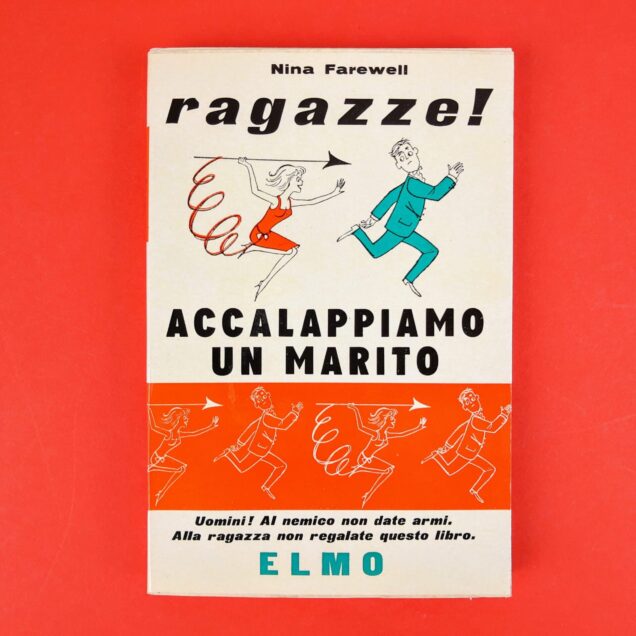 Nina Farewell
ragazze!
ACCALAPPIAMO
UN MARITO
Uomini! Al nemico non date armi.
Alla ragazza non regalate questo libro.
ELMO